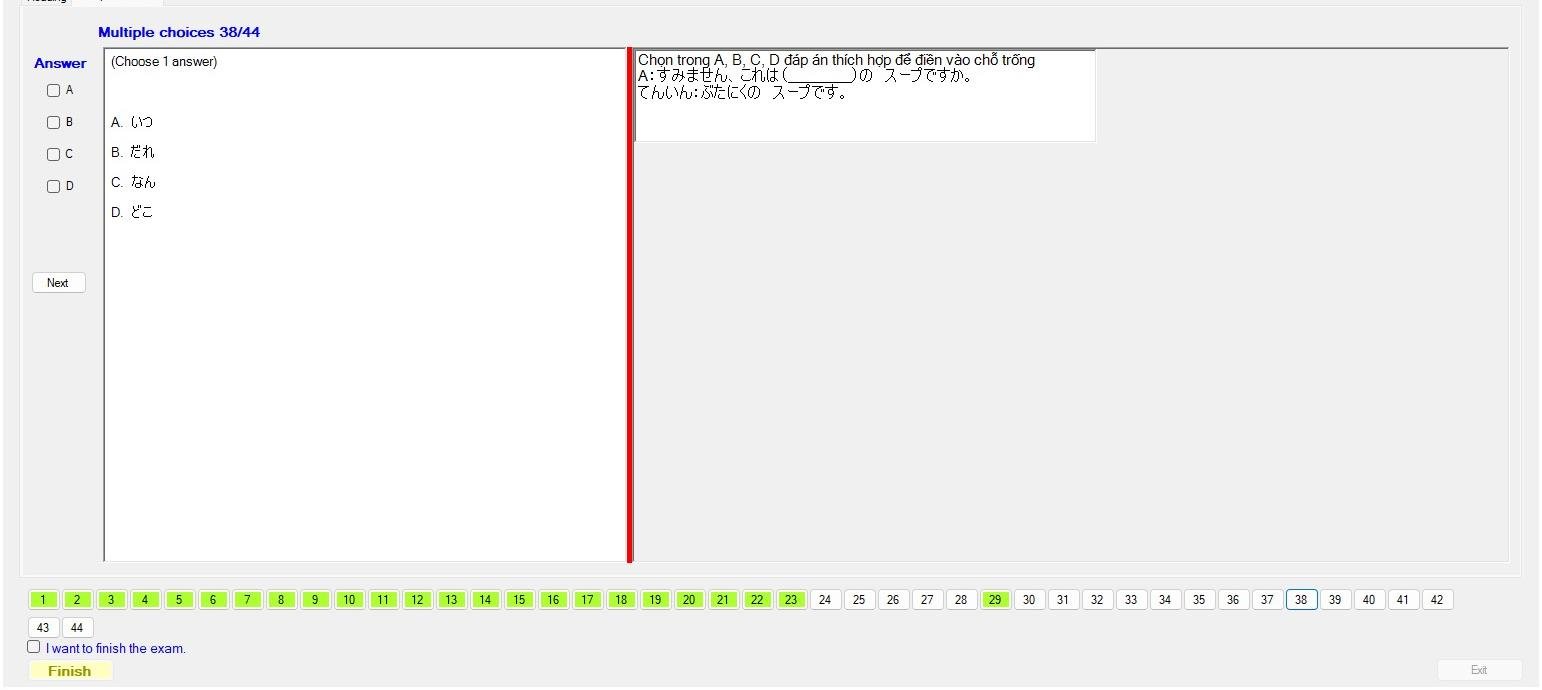 Multiple choices 38/44
Answer
A
B
C
D
Next
(Choose 1 answer)
A. いつ
B. だれ
C. なん
D. どこ
Chọn trong A, B, C, D đáp án thích hợp để điền vào chỗ trống
A:すみません、これは(________)の　スープですか。
てんいん:ぶたにくの　スープです。
1 2 3 4 5 6 7 8 9 10 11 12 13 14 15 16 17 18 19 20 21 22 23 24 25 26 27 28 29 30 31 32 33 34 35 36 37 38 39 40 41 42
43 44
I want to finish the exam.
Finish
Exit